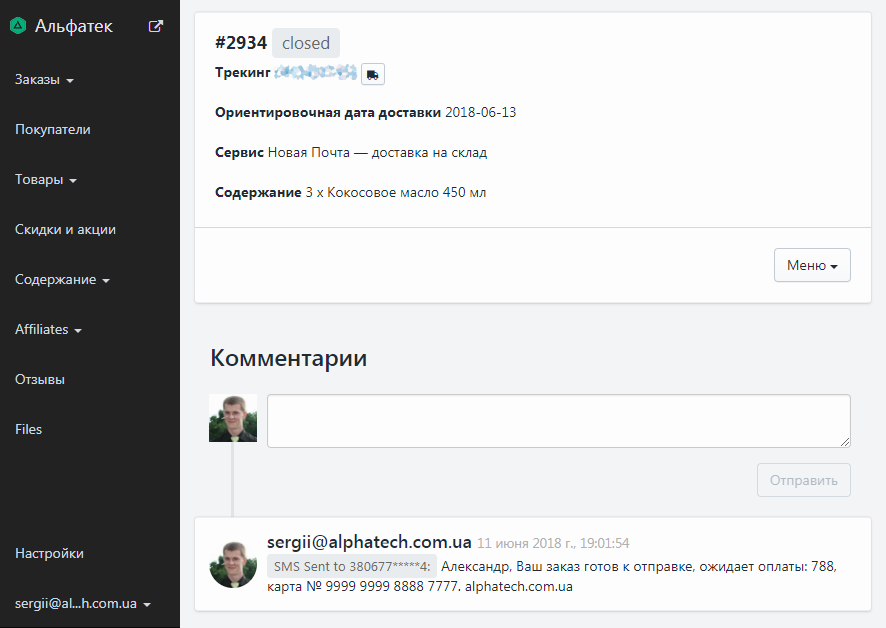 Альфатек
Заказы
Покупатели
Товары
Скидки и акции
Содержание
Affiliates
Отзывы
Files
Настройки
sergii@al...h.com.ua
#2934 closed
Трекинг
Ориентировочная дата доставки 2018-06-13
Сервис Новая Почта — доставка на склад
Содержание 3 x Кокосовое масло 450 мл
Меню
Комментарии
Отправить
sergii@alphatech.com.ua 11 июня 2018 г., 19:01:54
SMS Sent to 380677*****4: Александр, Ваш заказ готов к отправке, ожидает оплаты: 788,
карта № 9999 9999 8888 7777. alphatech.com.ua